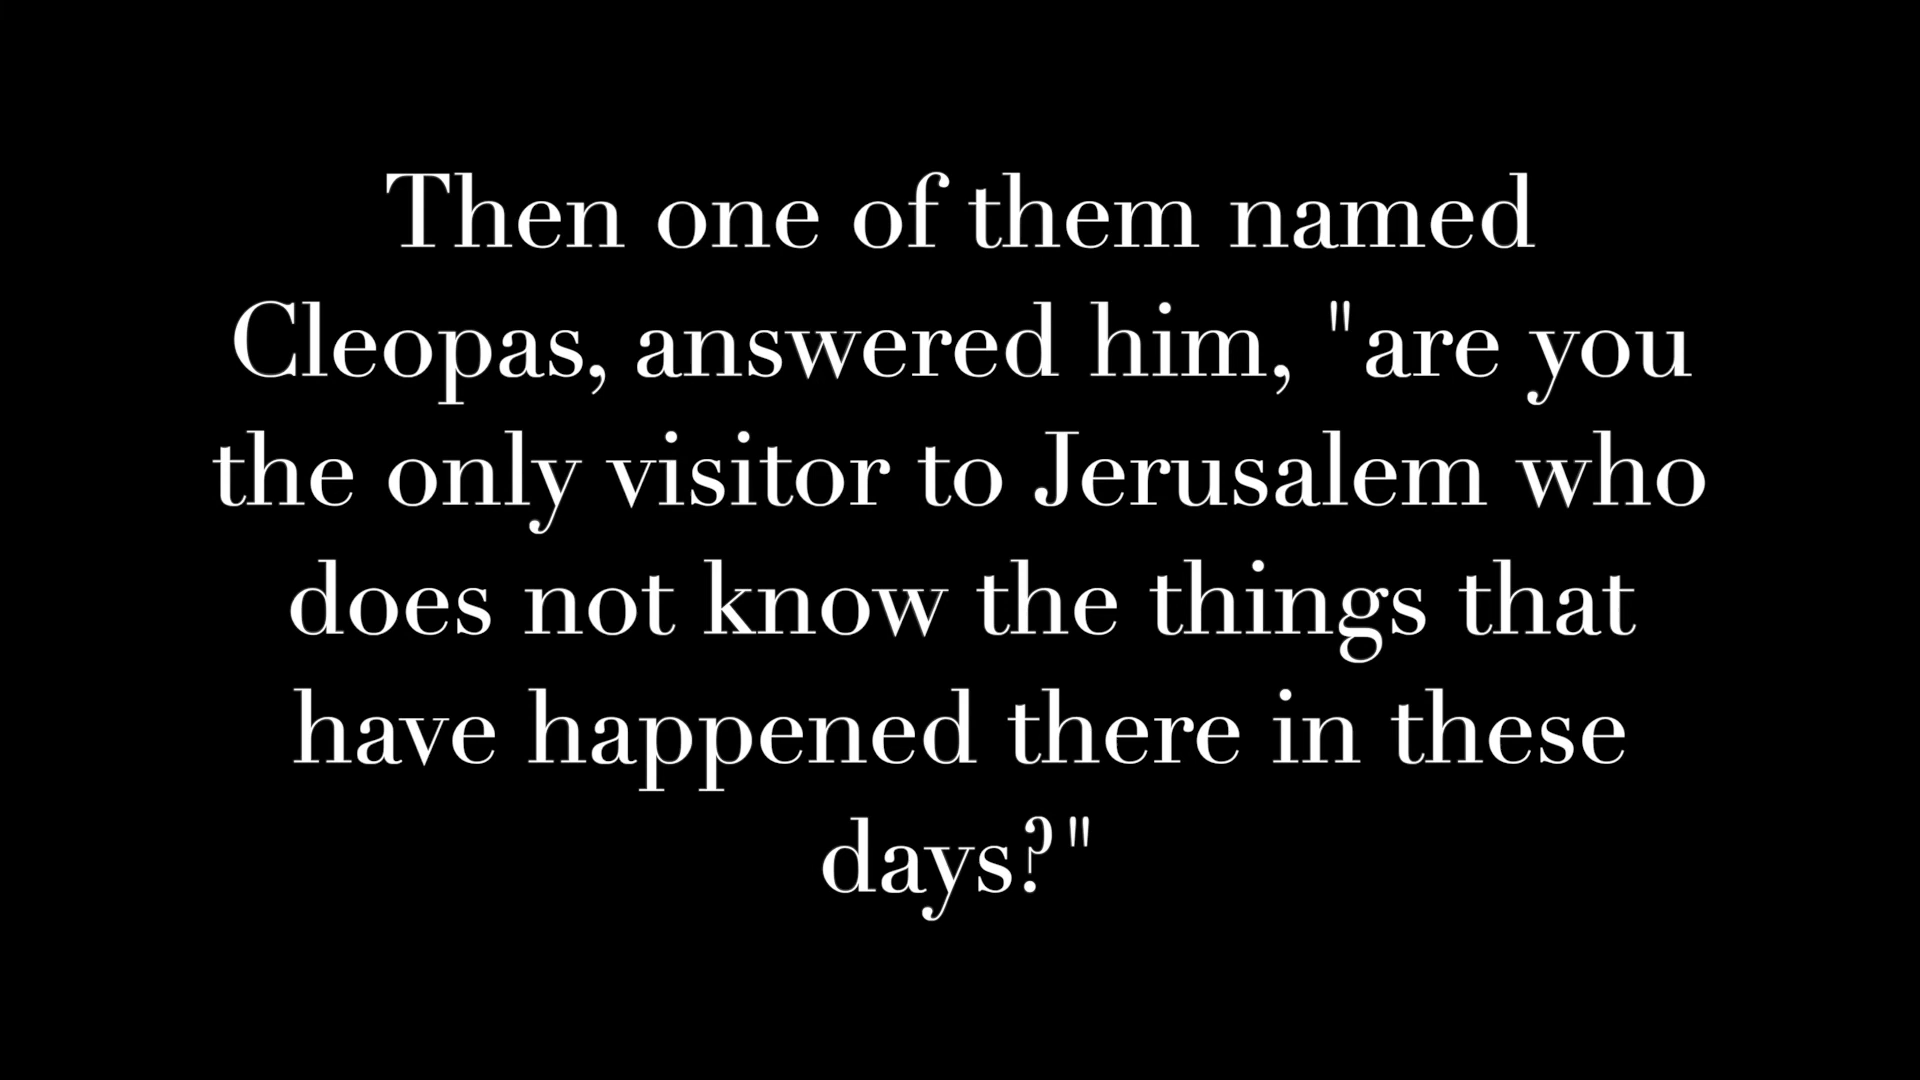 Then one of them named
Cleopas, answered him, "are you
the only visitor to Jerusalem who
does not know the things that
have happened there in these
days?"